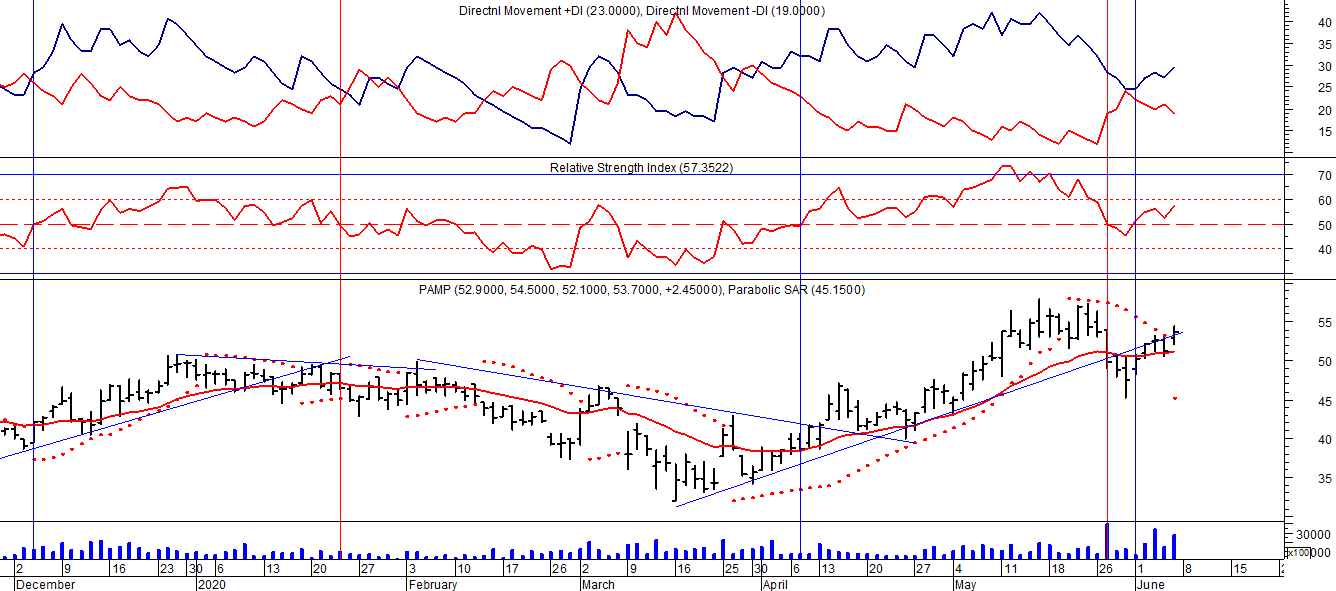 Directnl Movement +DI (23.0000), Directnl Movement -DI (19.0000)
40
35
30
25
20
15
Relative Strength Index (57.3522)
70
60
50
40
PAMP (52.9000, 54.5000, 52.1000, 53.7000, +2.45000), Parabolic SAR (45.1500)
55
50
45
40
35
30000
x100
2 9 16 23 30 6 13 20 27 3 10 17 26 2 9 16 25 30 6 13 20 27 4 11 18 26 1 8 15
December 2020 February March April May June